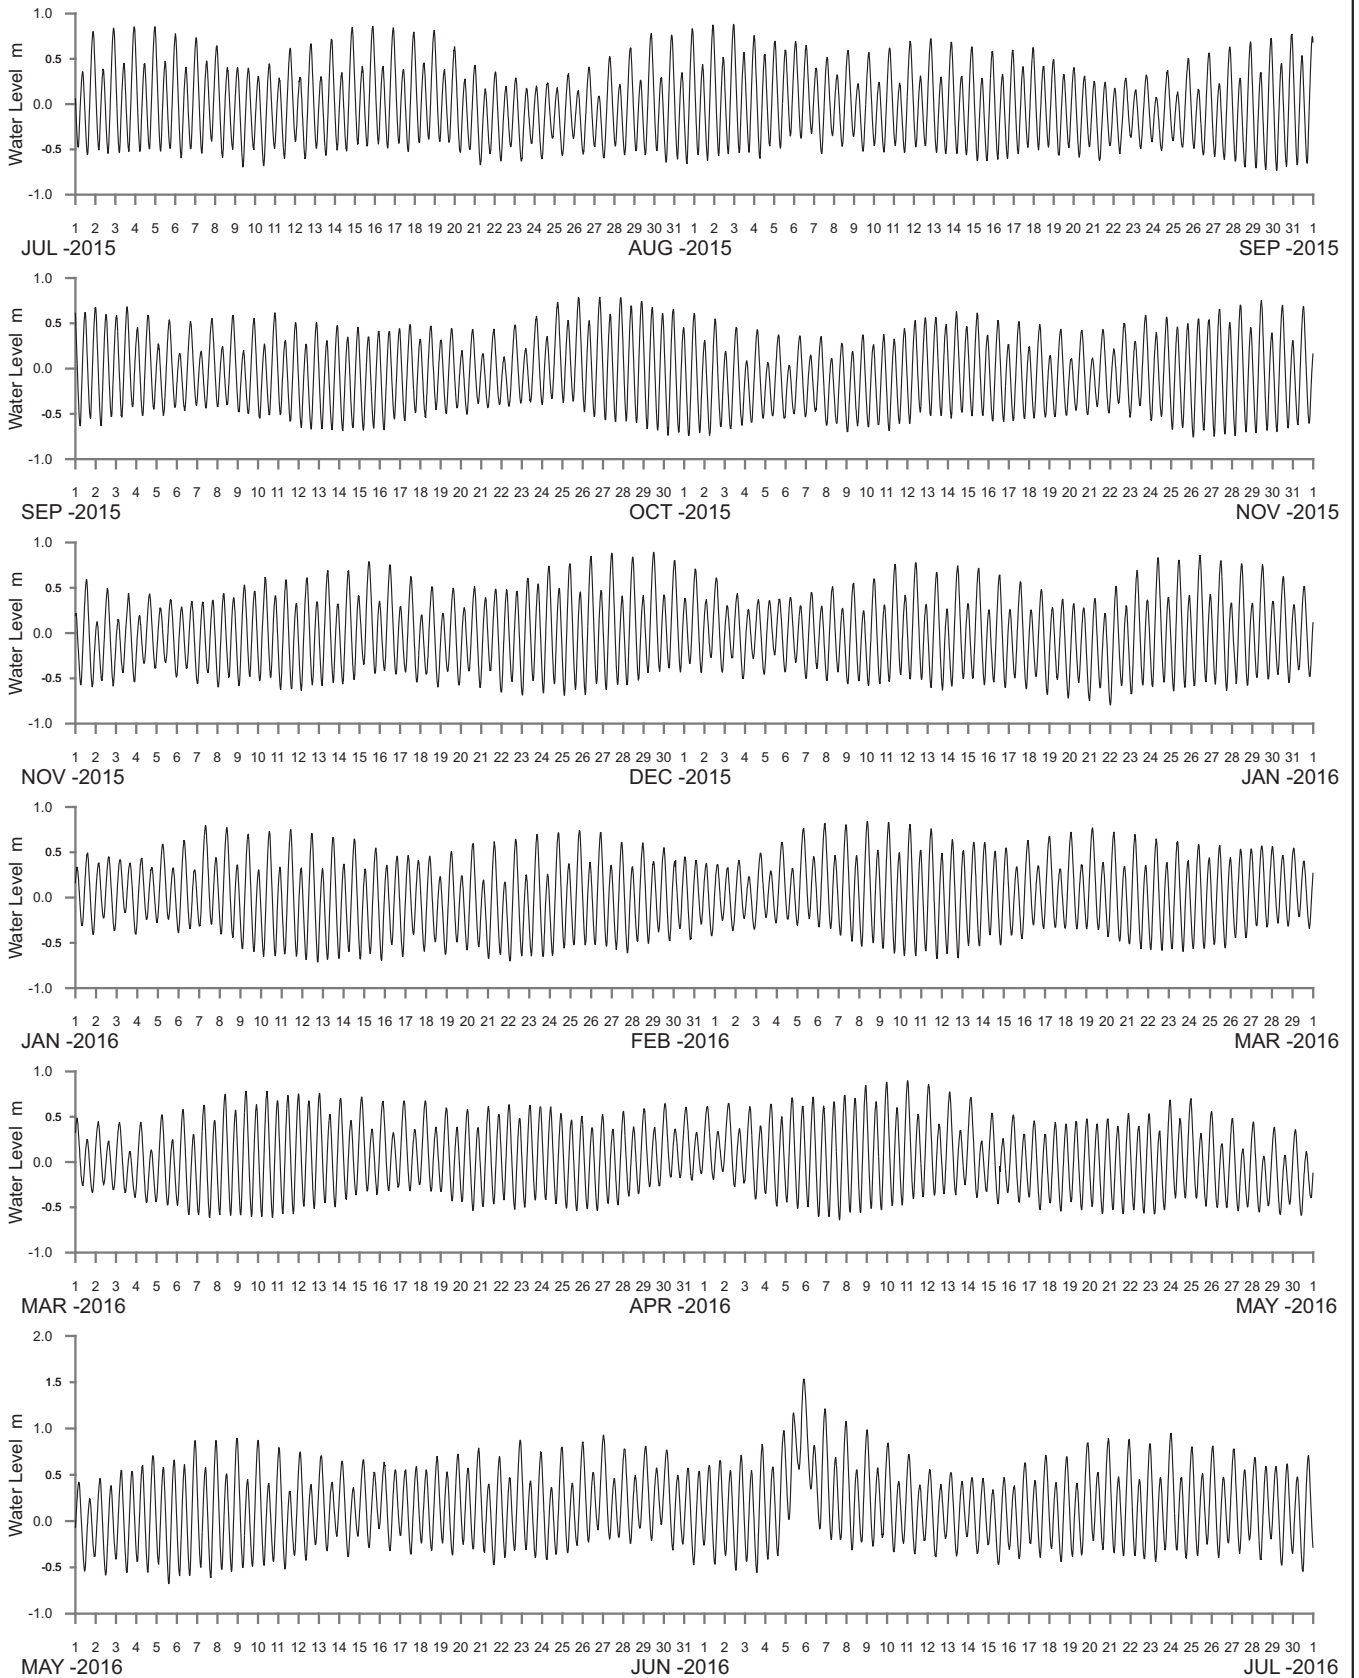 1.0
0.5
0.0
-0.5
-1.0
Water Level m
1 2 3 4 5 6 7 8 9 10 11 12 13 14 15 16 17 18 19 20 21 22 23 24 25 26 27 28 29 30 31 1 2 3 4 5 6 7 8 9 10 11 12 13 14 15 16 17 18 19 20 21 22 23 24 25 26 27 28 29 30 31 1
JUL -2015 AUG -2015 SEP -2015
1.0
0.5
0.0
-0.5
-1.0
Water Level m
1 2 3 4 5 6 7 8 9 10 11 12 13 14 15 16 17 18 19 20 21 22 23 24 25 26 27 28 29 30 1 2 3 4 5 6 7 8 9 10 11 12 13 14 15 16 17 18 19 20 21 22 23 24 25 26 27 28 29 30 31 1
SEP -2015 OCT -2015 NOV -2015
1.0
0.5
0.0
-0.5
-1.0
Water Level m
1 2 3 4 5 6 7 8 9 10 11 12 13 14 15 16 17 18 19 20 21 22 23 24 25 26 27 28 29 30 1 2 3 4 5 6 7 8 9 10 11 12 13 14 15 16 17 18 19 20 21 22 23 24 25 26 27 28 29 30 31 1
NOV -2015 DEC -2015 JAN -2016
1.0
0.5
0.0
-0.5
-1.0
Water Level m
1 2 3 4 5 6 7 8 9 10 11 12 13 14 15 16 17 18 19 20 21 22 23 24 25 26 27 28 29 30 31 1 2 3 4 5 6 7 8 9 10 11 12 13 14 15 16 17 18 19 20 21 22 23 24 25 26 27 28 29 1
JAN -2016 FEB -2016 MAR -2016
1.0
0.5
0.0
-0.5
-1.0
Water Level m
1 2 3 4 5 6 7 8 9 10 11 12 13 14 15 16 17 18 19 20 21 22 23 24 25 26 27 28 29 30 31 1 2 3 4 5 6 7 8 9 10 11 12 13 14 15 16 17 18 19 20 21 22 23 24 25 26 27 28 29 30 1
MAR -2016 APR -2016 MAY -2016
2.0
1.5
1.0
0.5
0.0
-0.5
-1.0
Water Level m
1 2 3 4 5 6 7 8 9 10 11 12 13 14 15 16 17 18 19 20 21 22 23 24 25 26 27 28 29 30 31 1 2 3 4 5 6 7 8 9 10 11 12 13 14 15 16 17 18 19 20 21 22 23 24 25 26 27 28 29 30 1
MAY -2016 JUN -2016 JUL -2016